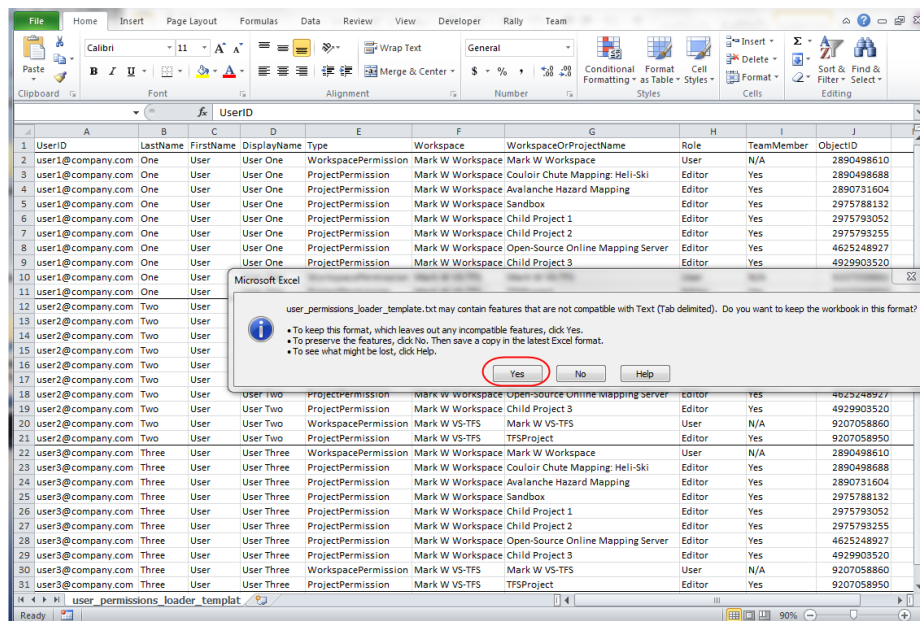 File Home Insert Page Layout Formulas Data Review View Developer Rally Team
Calibri 11 A A Wrap Text General Insert Σ
Paste B I U A Merge & Center $ % , .0 .00 .00 .0 Conditional Formatting Format as Table Cell Styles Delete Format Sort & Filter Find & Select
Clipboard Font Alignment Number Styles Cells Editing
fx UserID
A B C D E F G H I J
1 UserID LastName FirstName DisplayName Type Workspace WorkspaceOrProjectName Role TeamMember ObjectID
2 user1@company.com One User User One WorkspacePermission Mark W Workspace Mark W Workspace User N/A 2890498610
3 user1@company.com One User User One ProjectPermission Mark W Workspace Couloir Chute Mapping: Heli-Ski Editor Yes 2890498688
4 user1@company.com One User User One ProjectPermission Mark W Workspace Avalanche Hazard Mapping Editor Yes 2890731604
5 user1@company.com One User User One ProjectPermission Mark W Workspace Sandbox Editor Yes 2975788132
6 user1@company.com One User User One ProjectPermission Mark W Workspace Child Project 1 Editor Yes 2975793052
7 user1@company.com One User User One ProjectPermission Mark W Workspace Child Project 2 Editor Yes 2975793255
8 user1@company.com One User User One ProjectPermission Mark W Workspace Open-Source Online Mapping Server Editor Yes 4625248927
9 user1@company.com One User User One ProjectPermission Mark W Workspace Child Project 3 Editor Yes 4929903520
10 user1@company.com One User
11 user1@company.com One User
12 user2@company.com Two User
13 user2@company.com Two User
14 user2@company.com Two User
15 user2@company.com Two User
16 user2@company.com Two User
17 user2@company.com Two User
Microsoft Excel
user_permissions_loader_template.txt may contain features that are not compatible with Text (Tab delimited). Do you want to keep the workbook in this format?
• To keep this format, which leaves out any incompatible features, click Yes.
• To preserve the features, click No. Then save a copy in the latest Excel format.
• To see what might be lost, click Help.
Yes No Help
18 user2@company.com Two User User Two ProjectPermission Mark W Workspace Open-Source Online Mapping Server Editor Yes 4625248927
19 user2@company.com Two User User Two ProjectPermission Mark W Workspace Child Project 3 Editor Yes 4929903520
20 user2@company.com Two User User Two WorkspacePermission Mark W VS-TFS Mark W VS-TFS User N/A 9207058860
21 user2@company.com Two User User Two ProjectPermission Mark W VS-TFS TFSProject Editor Yes 9207058950
22 user3@company.com Three User User Three WorkspacePermission Mark W Workspace Mark W Workspace User N/A 2890498610
23 user3@company.com Three User User Three ProjectPermission Mark W Workspace Couloir Chute Mapping: Heli-Ski Editor Yes 2890498688
24 user3@company.com Three User User Three ProjectPermission Mark W Workspace Avalanche Hazard Mapping Editor Yes 2890731604
25 user3@company.com Three User User Three ProjectPermission Mark W Workspace Sandbox Editor Yes 2975788132
26 user3@company.com Three User User Three ProjectPermission Mark W Workspace Child Project 1 Editor Yes 2975793052
27 user3@company.com Three User User Three ProjectPermission Mark W Workspace Child Project 2 Editor Yes 2975793255
28 user3@company.com Three User User Three ProjectPermission Mark W Workspace Open-Source Online Mapping Server Editor Yes 4625248927
29 user3@company.com Three User User Three ProjectPermission Mark W Workspace Child Project 3 Editor Yes 4929903520
30 user3@company.com Three User User Three WorkspacePermission Mark W VS-TFS Mark W VS-TFS User N/A 9207058860
31 user3@company.com Three User User Three ProjectPermission Mark W VS-TFS TFSProject Editor Yes 9207058950
user_permissions_loader_templat
Ready 90%